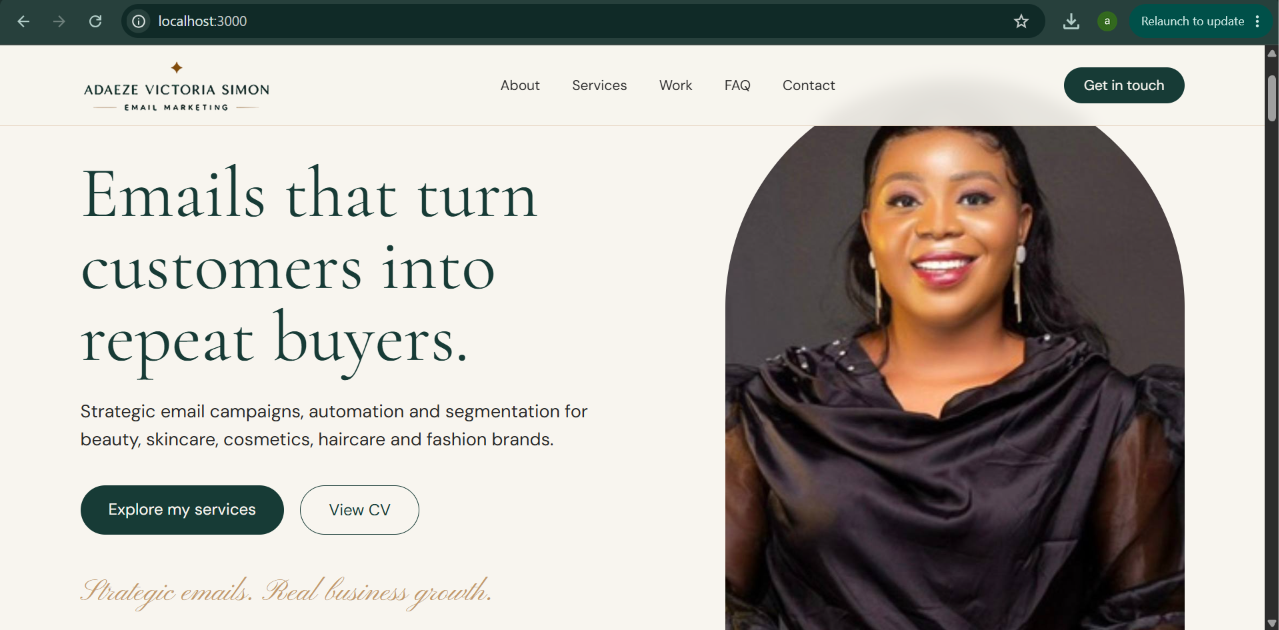 localhost:3000
a
Relaunch to update
ADAEZE VICTORIA SIMON
EMAIL MARKETING
About
Services
Work
FAQ
Contact
Get in touch
Emails that turn
customers into
repeat buyers.
Strategic email campaigns, automation and segmentation for
beauty, skincare, cosmetics, haircare and fashion brands.
Explore my services
View CV
Strategic emails. Real business growth.